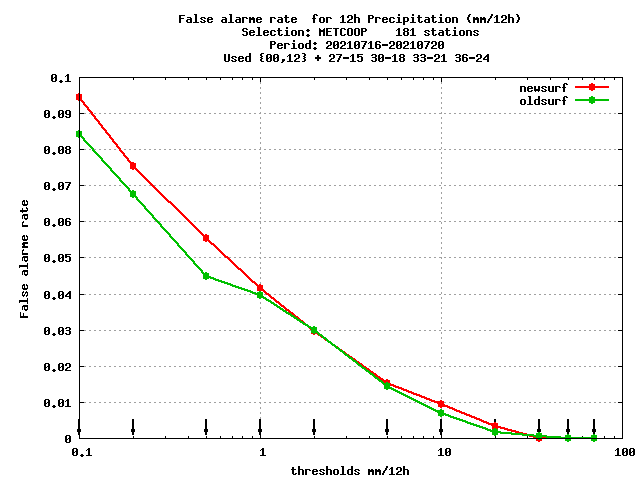 False alarme rate  for 12h Precipitation (mm/12h)
Selection: METCOOP    181 stations
Period: 20210716-20210720
Used {00,12} + 27-15 30-18 33-21 36-24
newsurf
oldsurf
0.1
0.09
0.08
0.07
0.06
0.05
0.04
0.03
0.02
0.01
0
False alarme rate
0.1 1 10 100
thresholds mm/12h